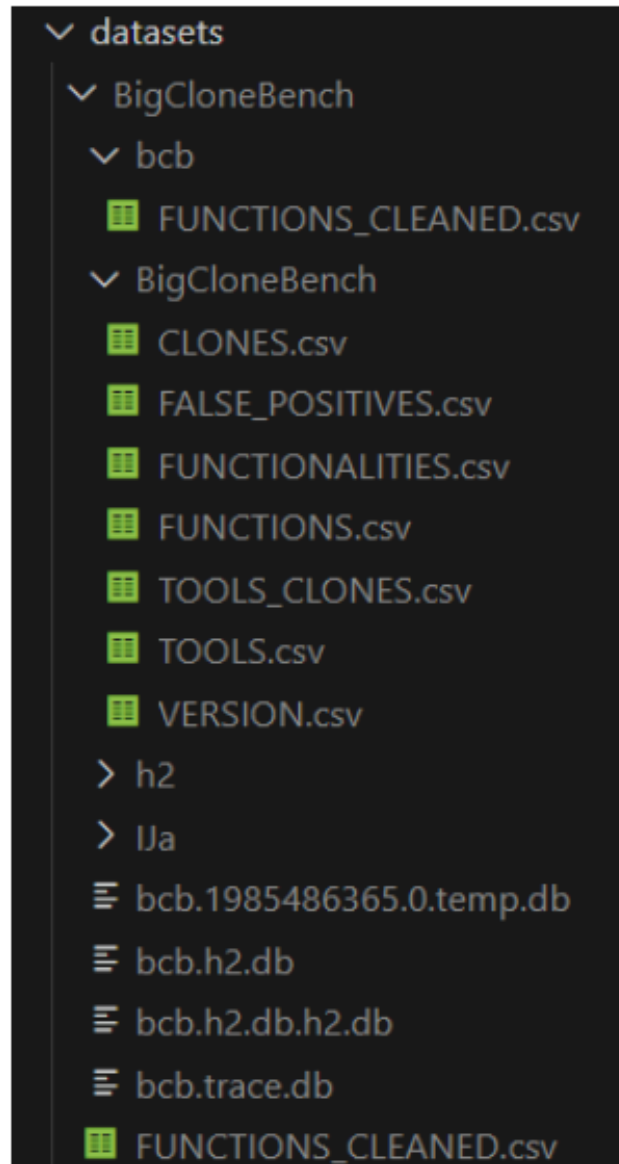 datasets
BigCloneBench
bcb
FUNCTIONS_CLEANED.csv
BigCloneBench
CLONES.csv
FALSE_POSITIVES.csv
FUNCTIONALITIES.csv
FUNCTIONS.csv
TOOLS_CLONES.csv
TOOLS.csv
VERSION.csv
h2
IJa
bcb.1985486365.0.temp.db
bcb.h2.db
bcb.h2.db.h2.db
bcb.trace.db
FUNCTIONS_CLEANED.csv